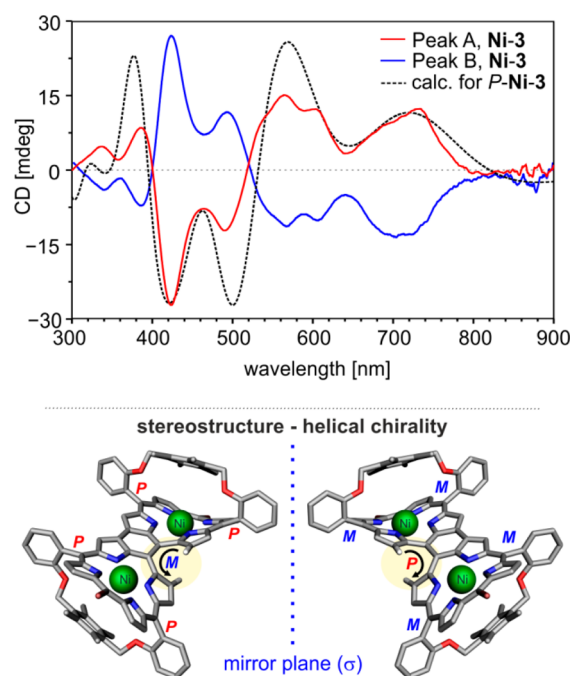 Peak A, Ni-3
Peak B, Ni-3
calc. for P-Ni-3
CD [mdeg]
30
15
0
−15
−30
300 400 500 600 700 800 900
wavelength [nm]
stereostructure - helical chirality
P M
Ni Ni
P P M M
M P
Ni Ni
P M
mirror plane (σ)